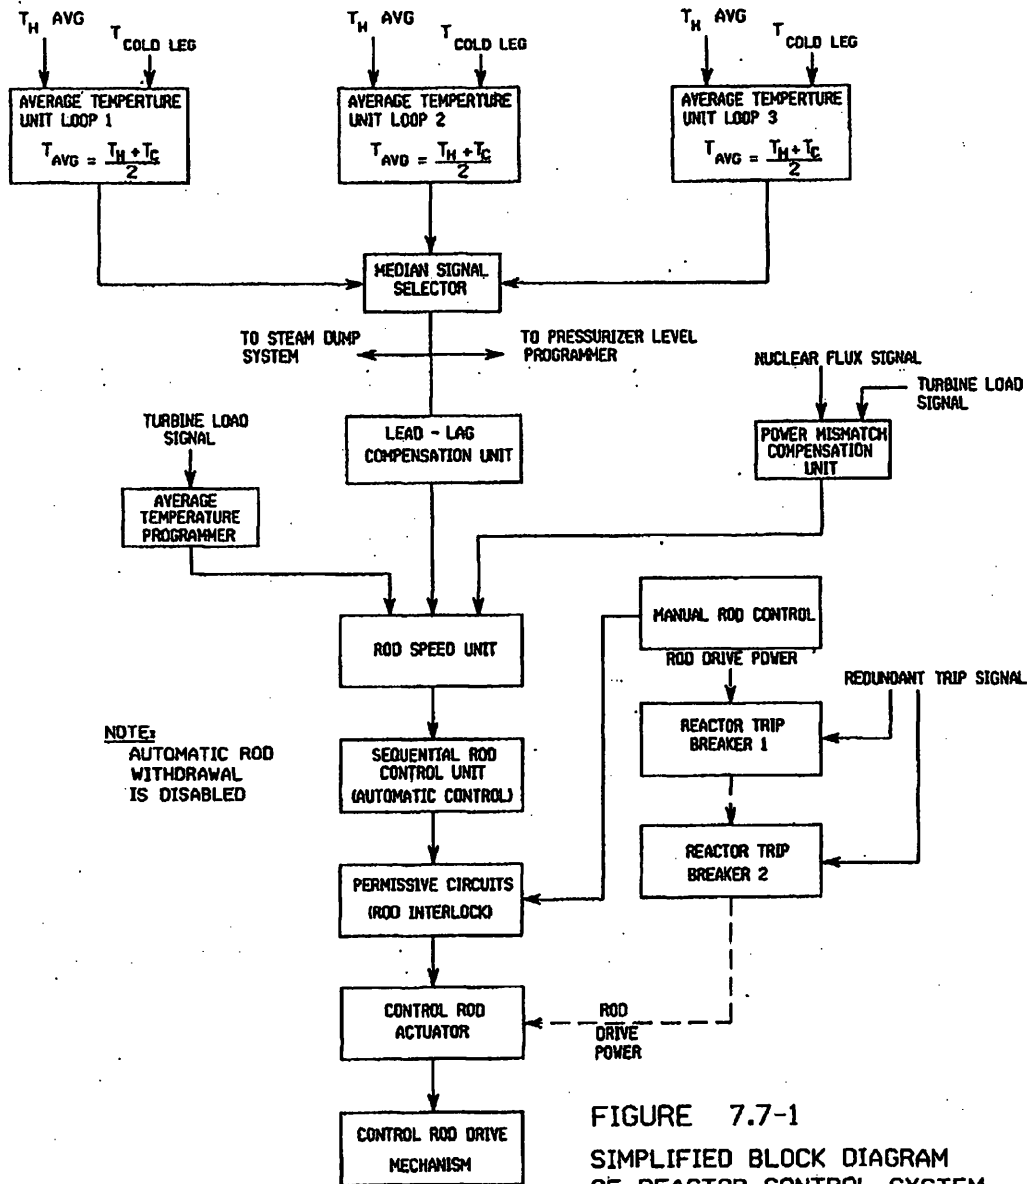 T_H AVG
T_COLD LEG
AVERAGE TEMPERTURE
UNIT LOOP 1
T_AVG = T_H + T_C / 2
T_H AVG
T_COLD LEG
AVERAGE TEMPERTURE
UNIT LOOP 2
T_AVG = T_H + T_C / 2
T_H AVG
T_COLD LEG
AVERAGE TEMPERTURE
UNIT LOOP 3
T_AVG = T_H + T_C / 2
MEDIAN SIGNAL
SELECTOR
TO STEAM DUMP
SYSTEM
TO PRESSURIZER LEVEL
PROGRAMMER
NUCLEAR FLUX SIGNAL
TURBINE LOAD
SIGNAL
TURBINE LOAD
SIGNAL
LEAD - LAG
COMPENSATION UNIT
POWER MISMATCH
COMPENSATION
UNIT
AVERAGE
TEMPERATURE
PROGRAMMER
ROD SPEED UNIT
MANUAL ROD CONTROL
ROD DRIVE POWER
REDUNDANT TRIP SIGNAL
REACTOR TRIP
BREAKER 1
NOTE:
AUTOMATIC ROD
WITHDRAWAL
IS DISABLED
SEQUENTIAL ROD
CONTROL UNIT
(AUTOMATIC CONTROL)
REACTOR TRIP
BREAKER 2
PERMISSIVE CIRCUITS
(ROD INTERLOCK)
CONTROL ROD
ACTUATOR
ROD
DRIVE
POWER
CONTROL ROD DRIVE
MECHANISM
FIGURE 7.7-1
SIMPLIFIED BLOCK DIAGRAM
OF REACTOR CONTROL SYSTEM